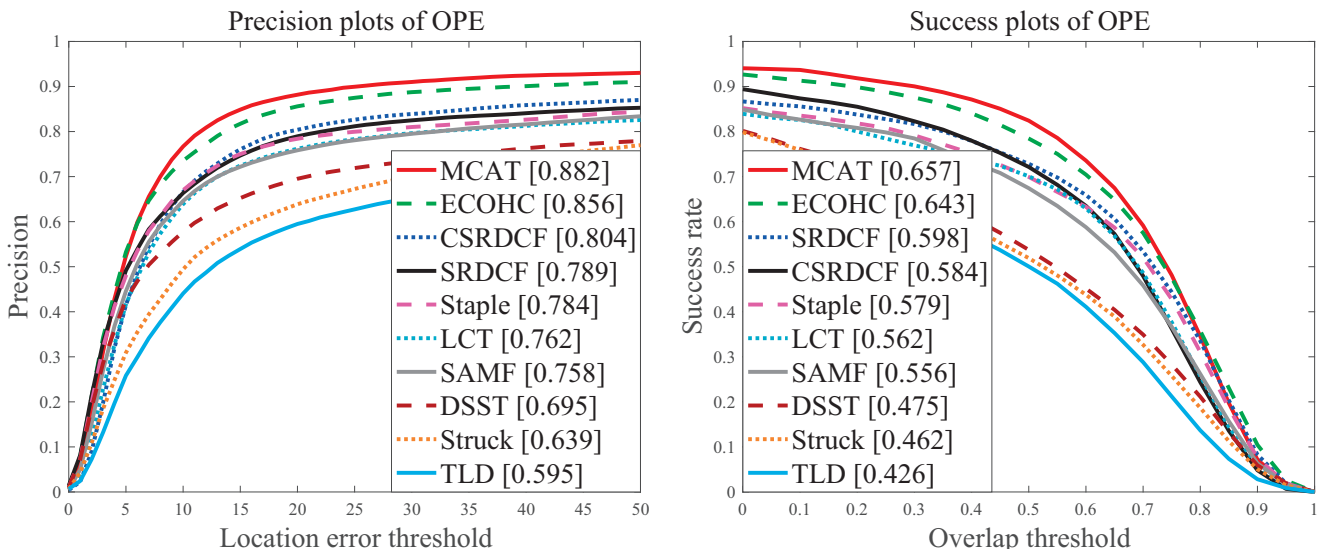 Precision plots of OPE
1
0.9
0.8
0.7
0.6
0.5
0.4
0.3
0.2
0.1
0
Precision
MCAT [0.882]
ECOHC [0.856]
CSRDCF [0.804]
SRDCF [0.789]
Staple [0.784]
LCT [0.762]
SAMF [0.758]
DSST [0.695]
Struck [0.639]
TLD [0.595]
0 5 10 15 20 25 30 35 40 45 50
Location error threshold
Success plots of OPE
1
0.9
0.8
0.7
0.6
0.5
0.4
0.3
0.2
0.1
0
Success rate
MCAT [0.657]
ECOHC [0.643]
SRDCF [0.598]
CSRDCF [0.584]
Staple [0.579]
LCT [0.562]
SAMF [0.556]
DSST [0.475]
Struck [0.462]
TLD [0.426]
0 0.1 0.2 0.3 0.4 0.5 0.6 0.7 0.8 0.9 1
Overlap threshold